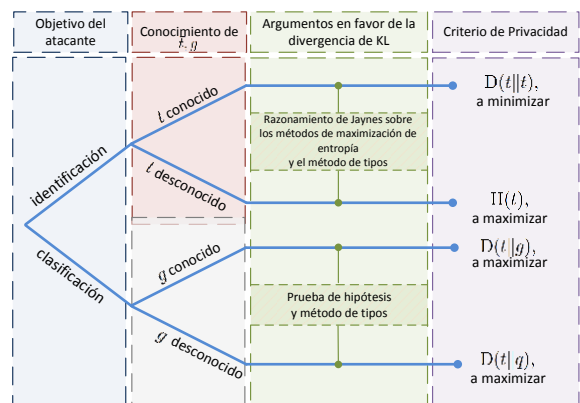 Objetivo del
atacante
Conocimiento de
t, g
Argumentos en favor de la
divergencia de KL
Criterio de Privacidad
identificación
clasificación
t conocido
t desconocido
g conocido
g desconocido
Razonamiento de Jaynes sobre
los métodos de maximización de
entropía
y el método de tipos
Prueba de hipótesis
y método de tipos
D(t||t),
a minimizar
H(t),
a maximizar
D(t||g),
a maximizar
D(t| q),
a maximizar